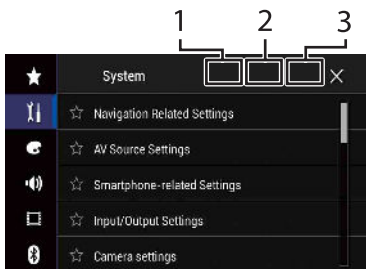 1 2 3
System
Navigation Related Settings
AV Source Settings
Smartphone-related Settings
Input/Output Settings
Camera settings